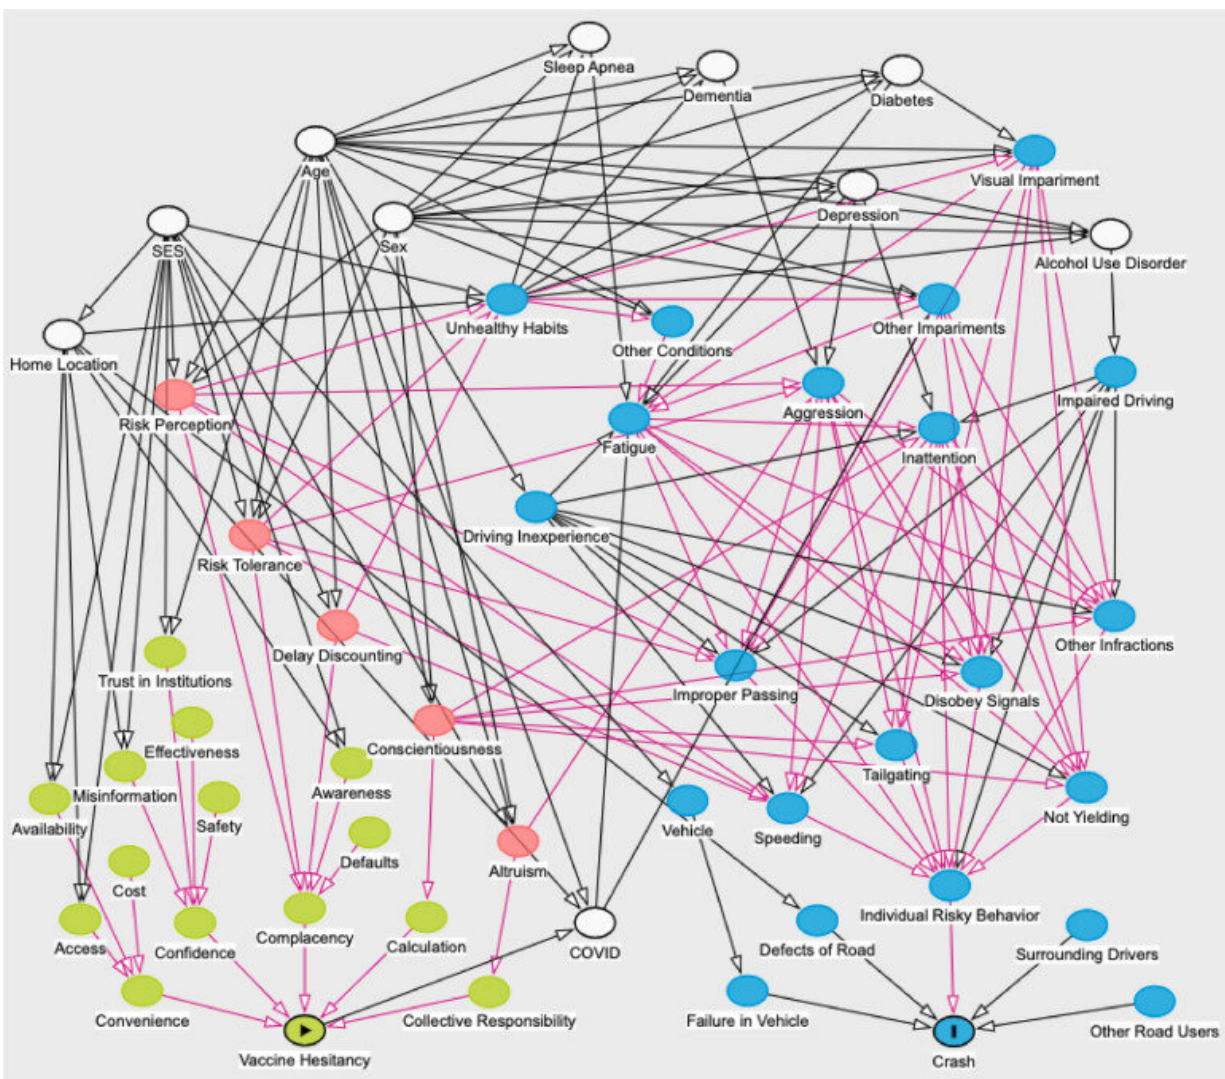 Sleep Apnea
Dementia
Diabetes
Age
Visual Impariment
Depression
SES
Sex
Alcohol Use Disorder
Unhealthy Habits
Other Impariments
Other Conditions
Home Location
Risk Perception
Aggression
Impaired Driving
Fatigue
Inattention
Driving Inexperience
Risk Tolerance
Other Infractions
Delay Discounting
Trust in Institutions
Improper Passing
Disobey Signals
Conscientiousness
Effectiveness
Tailgating
Misinformation
Awareness
Availability
Safety
Vehicle
Speeding
Not Yielding
Defaults
Altruism
Cost
Individual Risky Behavior
Access
Confidence
Complacency
Calculation
COVID
Defects of Road
Surrounding Drivers
Convenience
Collective Responsibility
Failure in Vehicle
Other Road Users
Vaccine Hesitancy
Crash